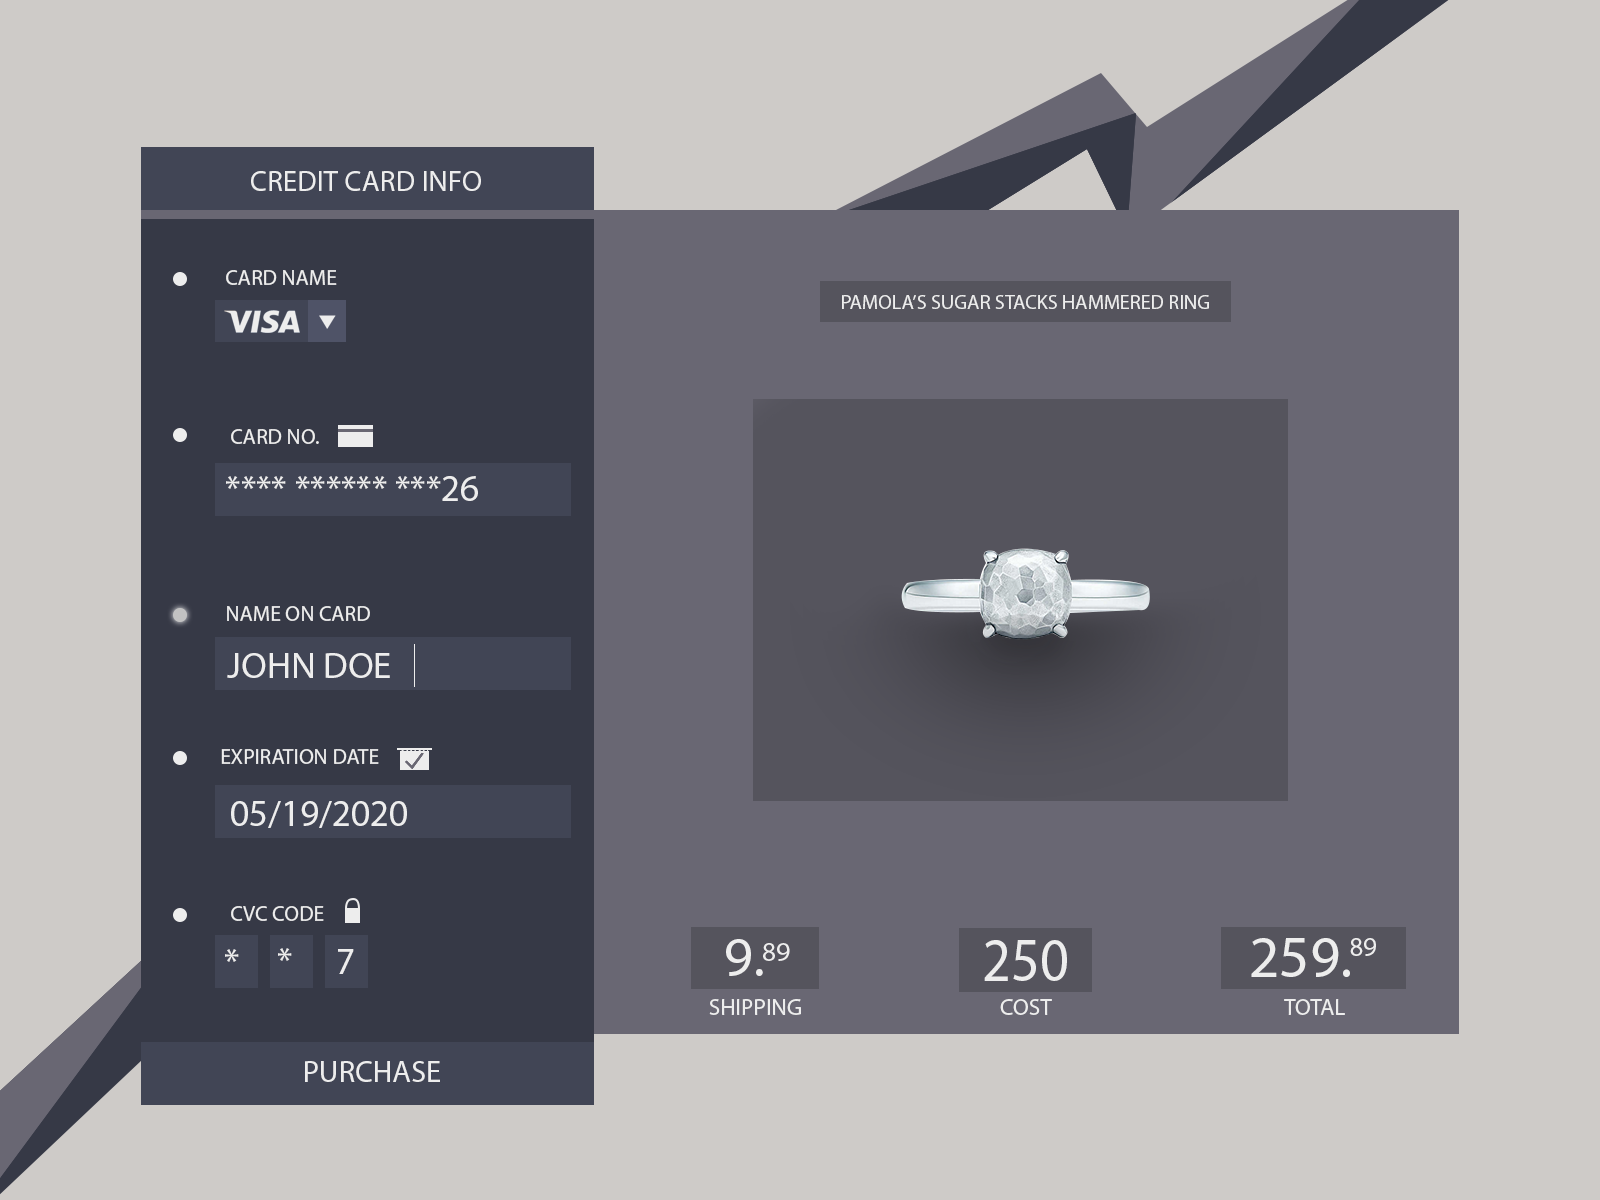 CREDIT CARD INFO
CARD NAME
VISA
CARD NO.
**** ****** ***26
NAME ON CARD
JOHN DOE
EXPIRATION DATE
05/19/2020
CVC CODE
* * 7
PURCHASE
PAMOLA’S SUGAR STACKS HAMMERED RING
9.89
SHIPPING
250
COST
259.89
TOTAL